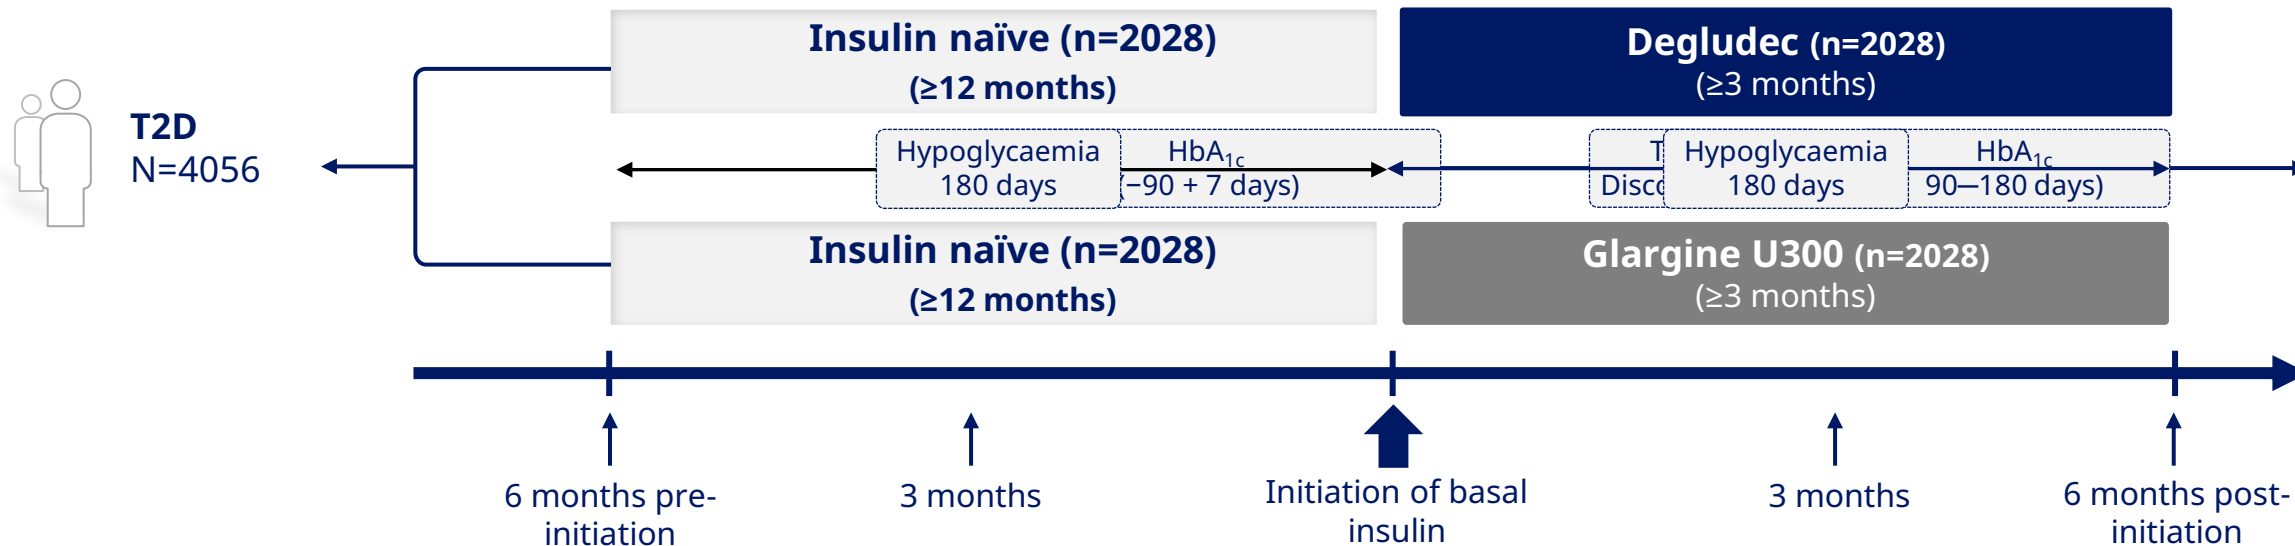 Insulin naïve (n=2028)
(≥12 months)
Degludec (n=2028)
(≥3 months)
T2D
N=4056
Hypoglycaemia
180 days
HbA1c
(−90 + 7 days)
Hypoglycaemia
180 days
HbA1c
90–180 days)
Insulin naïve (n=2028)
(≥12 months)
Glargine U300 (n=2028)
(≥3 months)
6 months pre-
initiation
3 months
Initiation of basal
insulin
3 months
6 months post-
initiation